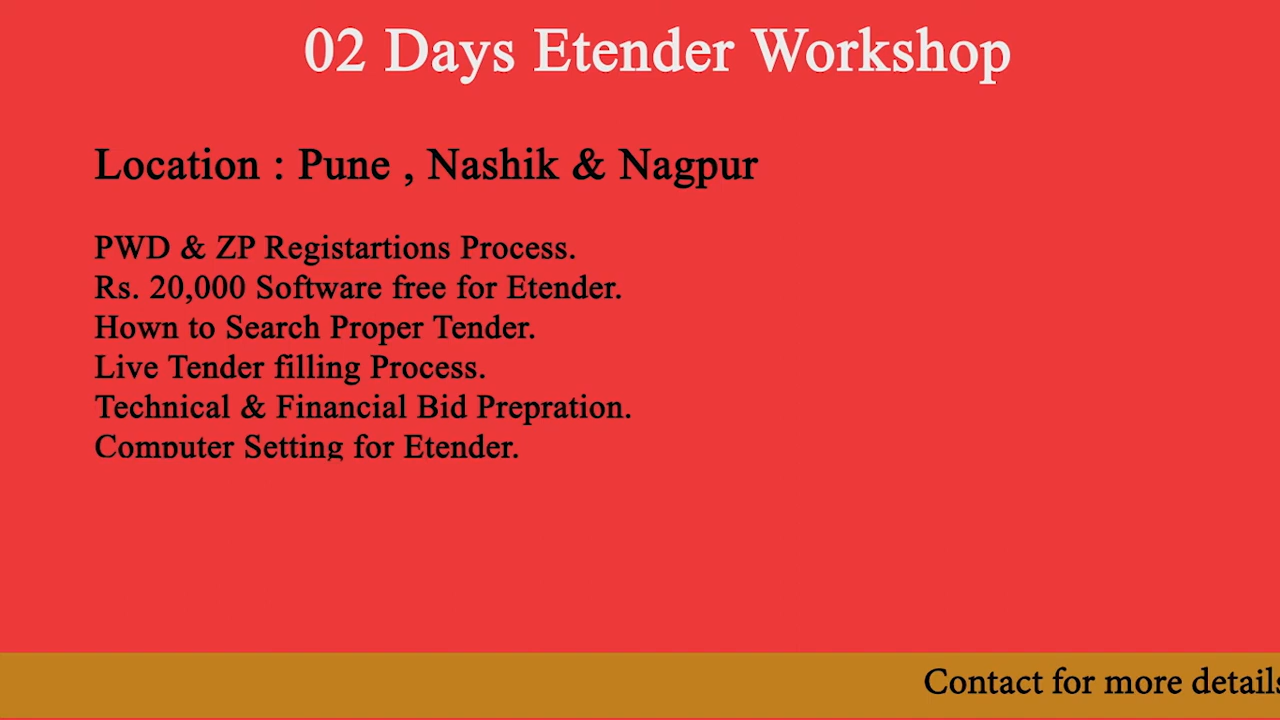 02 Days Etender Workshop
Location : Pune , Nashik & Nagpur
PWD & ZP Registartions Process.
Rs. 20,000 Software free for Etender.
Hown to Search Proper Tender.
Live Tender filling Process.
Technical & Financial Bid Prepration.
Computer Setting for Etender.
Contact for more details